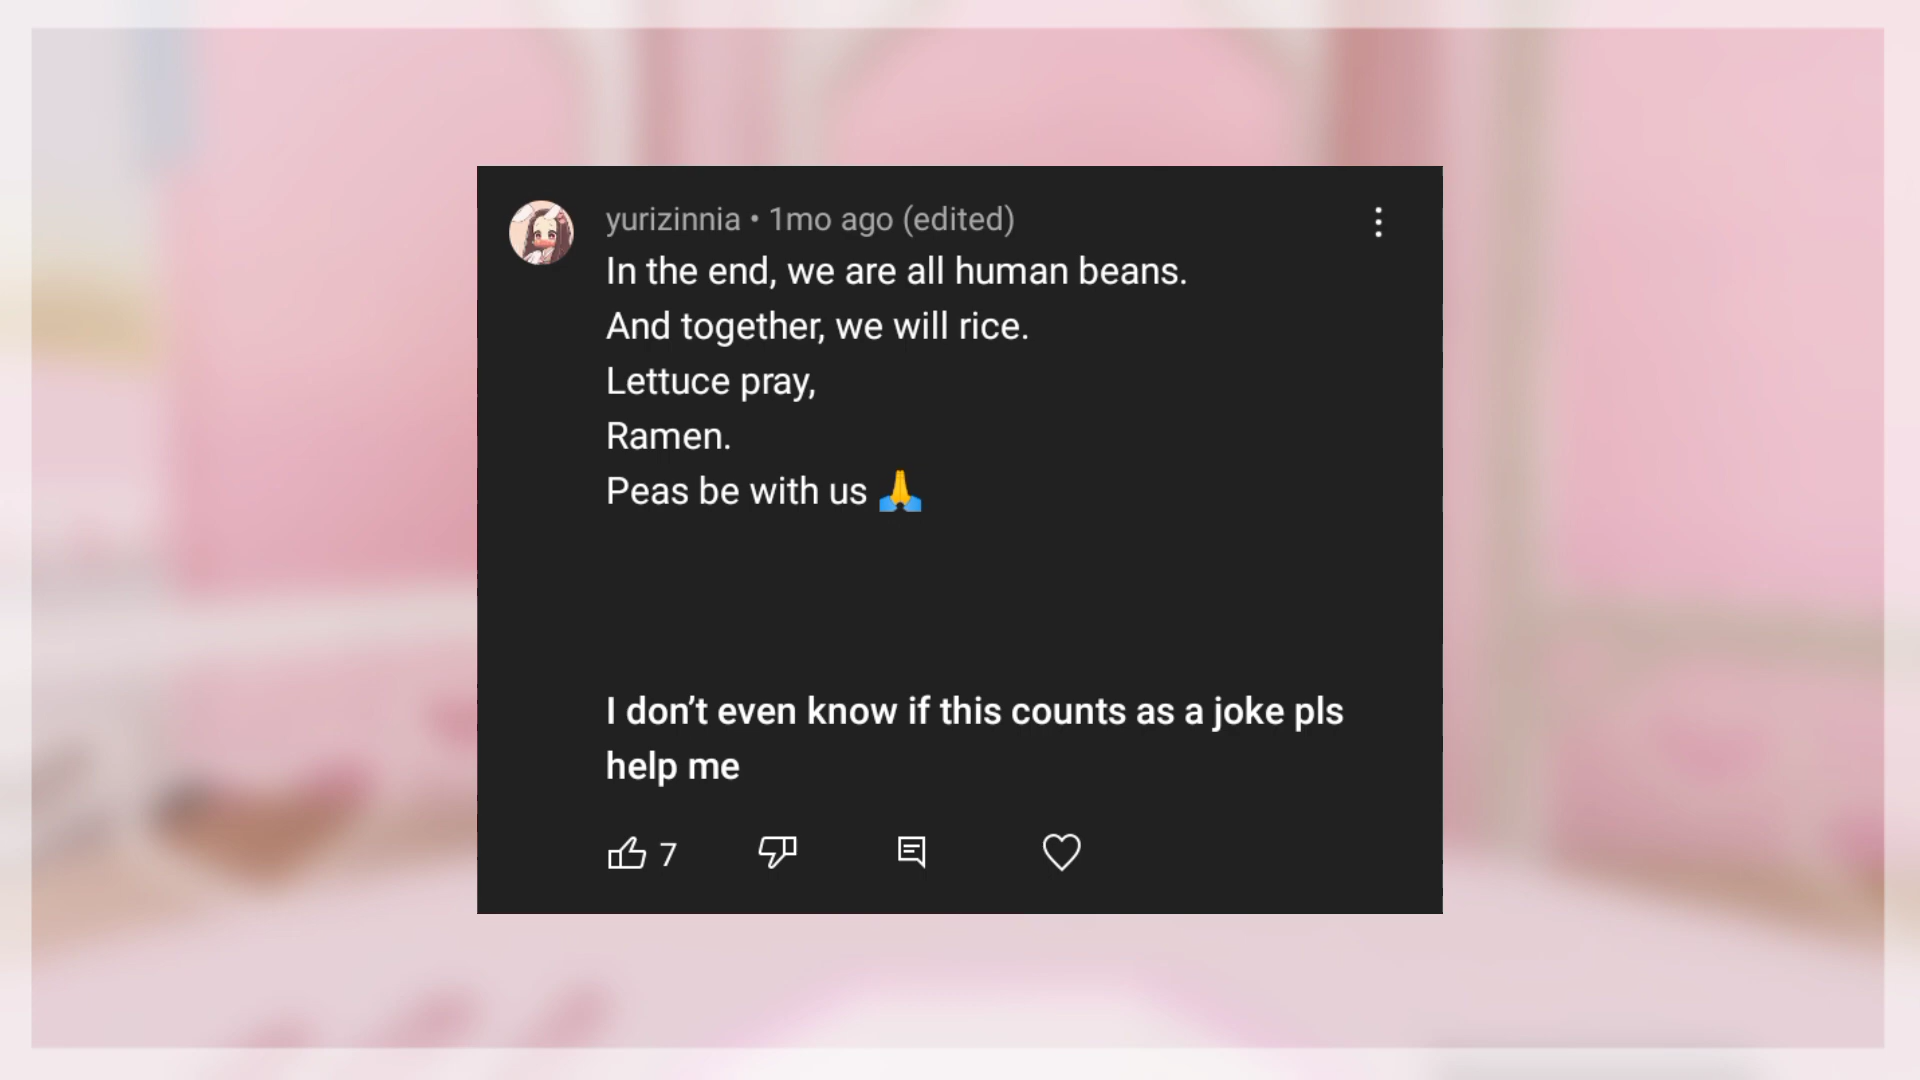 yurizinnia • 1mo ago (edited)
In the end, we are all human beans.
And together, we will rice.
Lettuce pray,
Ramen.
Peas be with us 🙏
I don’t even know if this counts as a joke pls
help me
7